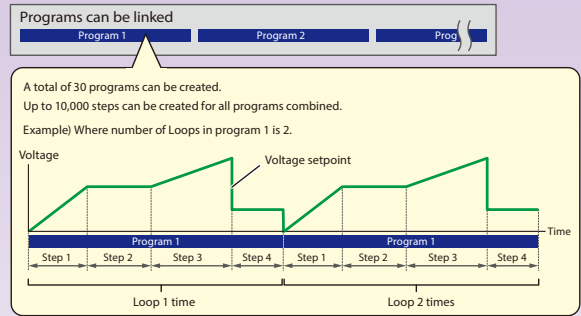 Programs can be linked
Program 1 Program 2 Prog
A total of 30 programs can be created.
Up to 10,000 steps can be created for all programs combined.
Example) Where number of Loops in program 1 is 2.
Voltage
Voltage setpoint
Time
Program 1 Program 1
Step 1 Step 2 Step 3 Step 4 Step 1 Step 2 Step 3 Step 4
Loop 1 time Loop 2 times